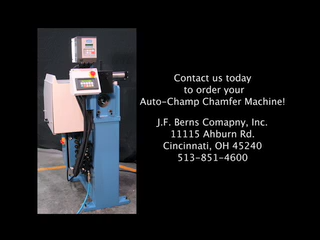 Contact us today
to order your
Auto-Champ Chamfer Machine!
J.F. Berns Comapny, Inc.
11115 Ahburn Rd.
Cincinnati, OH 45240
513-851-4600